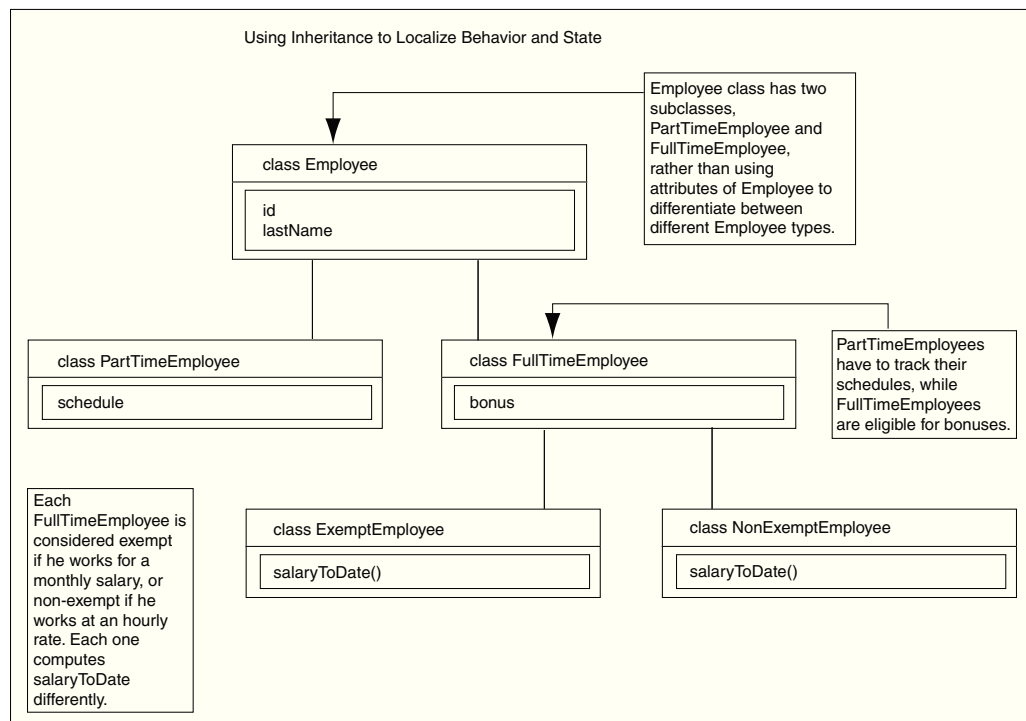 Using Inheritance to Localize Behavior and State
Employee class has two
subclasses,
PartTimeEmployee and
FullTimeEmployee,
rather than using
attributes of Employee to
differentiate between
different Employee types.
class Employee
id
lastName
class PartTimeEmployee
schedule
class FullTimeEmployee
bonus
PartTimeEmployees
have to track their
schedules, while
FullTimeEmployees
are eligible for bonuses.
Each
FullTimeEmployee is
considered exempt
if he works for a
monthly salary, or
non-exempt if he
works at an hourly
rate. Each one
computes
salaryToDate
differently.
class ExemptEmployee
salaryToDate()
class NonExemptEmployee
salaryToDate()